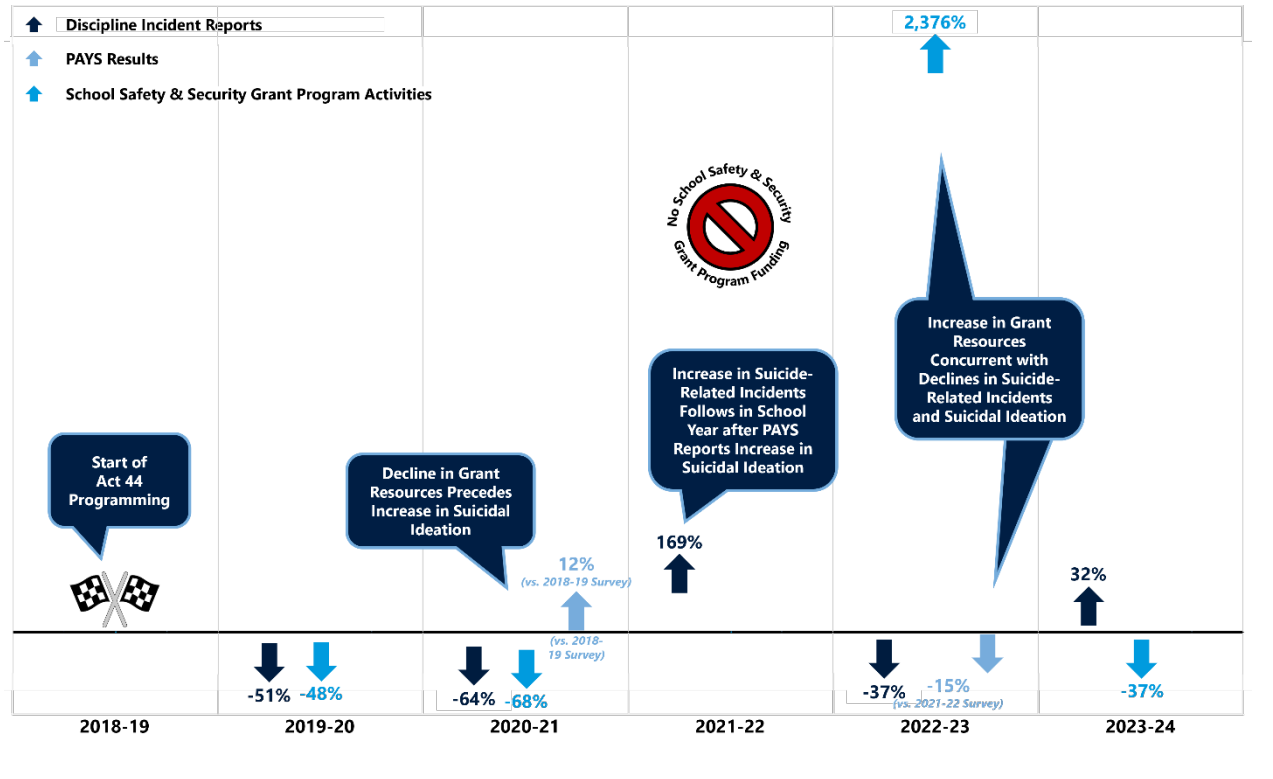 Discipline Incident Reports
PAYS Results
School Safety & Security Grant Program Activities
2,376%
No School Safety & Security
Grant Program Funding
Increase in Grant
Resources
Concurrent with
Declines in Suicide-
Related Incidents
and Suicidal Ideation
Increase in Suicide-
Related Incidents
Follows in School
Year after PAYS
Reports Increase in
Suicidal Ideation
Start of
Act 44
Programming
Decline in Grant
Resources Precedes
Increase in Suicidal
Ideation
169%
12%
(vs. 2018-19 Survey)
32%
(vs. 2018-
19 Survey)
-51%
-48%
-64%
-68%
-37%
-15%
(vs. 2021-22 Survey)
-37%
2018-19
2019-20
2020-21
2021-22
2022-23
2023-24